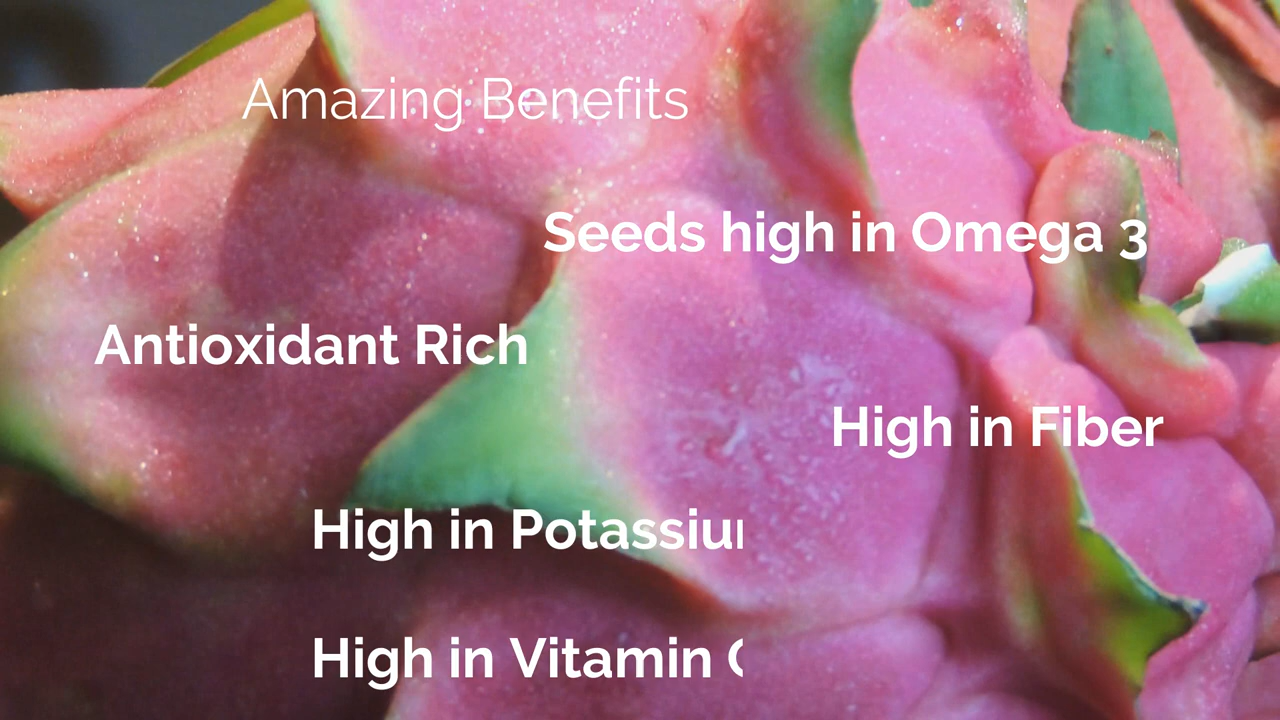 Amazing Benefits
Seeds high in Omega 3
Antioxidant Rich
High in Fiber
High in Potassiu
High in Vitamin